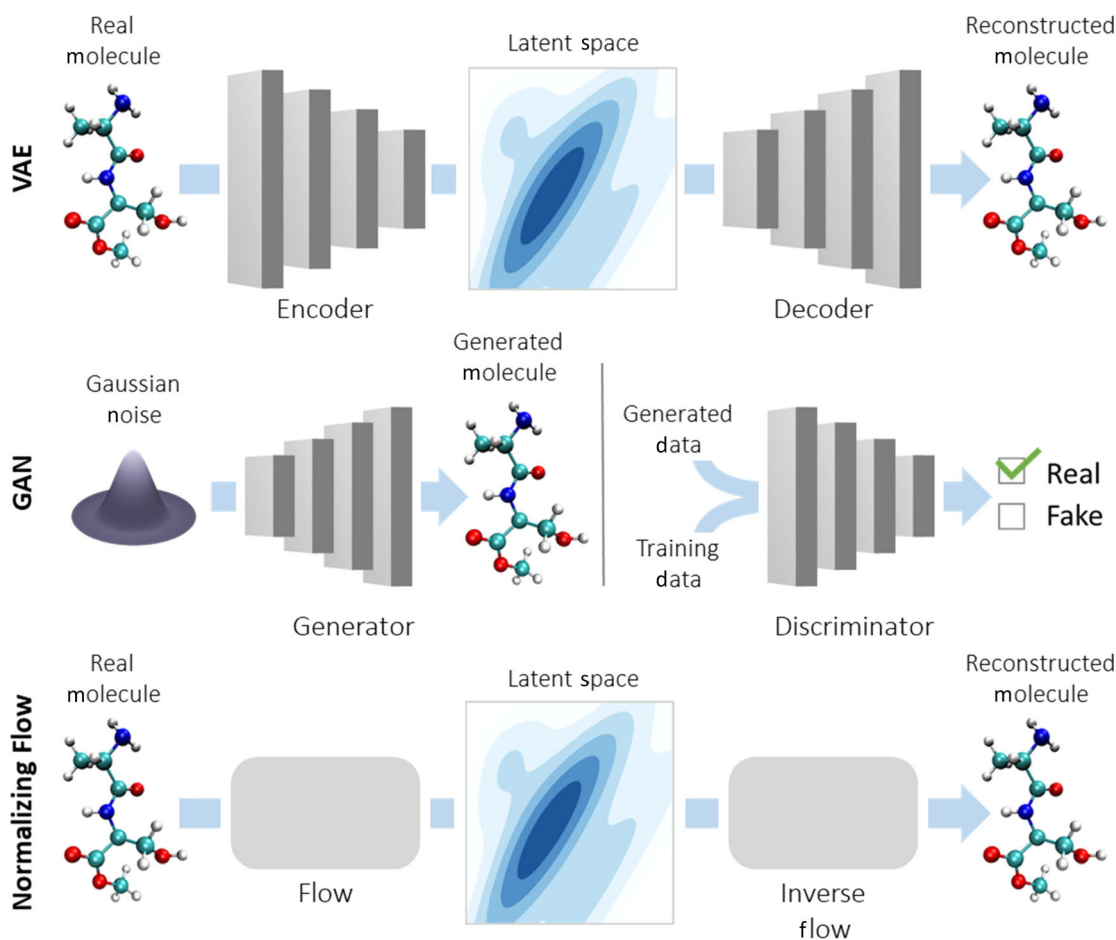 Real
molecule
Latent space
Reconstructed
molecule
VAE
Encoder
Decoder
Gaussian
noise
Generated
molecule
Generated
data
Training
data
Real
Fake
GAN
Generator
Discriminator
Real
molecule
Latent space
Reconstructed
molecule
Normalizing Flow
Flow
Inverse
flow